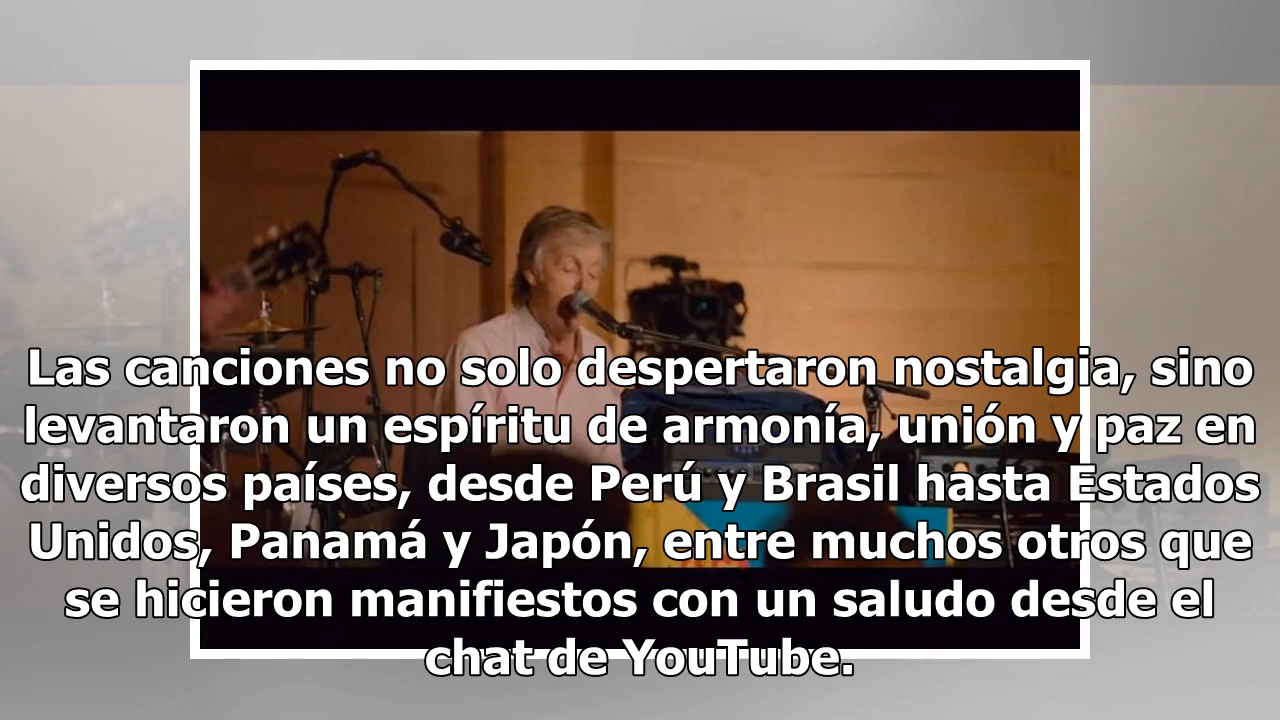 Las canciones no solo despertaron nostalgia, sino
levantaron un espíritu de armonía, unión y paz en
diversos países, desde Perú y Brasil hasta Estados
Unidos, Panamá y Japón, entre muchos otros que
se hicieron manifiestos con un saludo desde el
chat de YouTube.